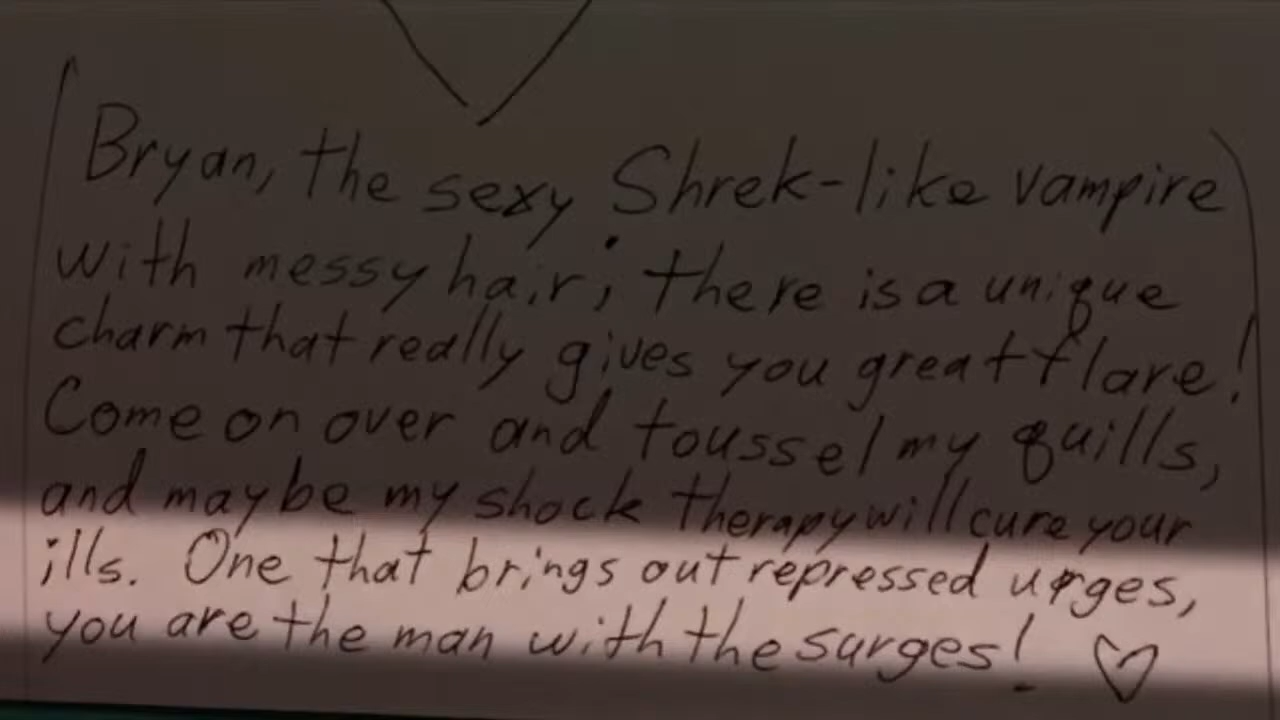 Bryan, the sexy Shrek-like vampire
with messy hair; there is a unique
charm that really gives you great flare!
Come on over and toussel my quills,
and maybe my shock therapy will cure your
ills. One that brings out repressed urges,
you are the man with the surges!